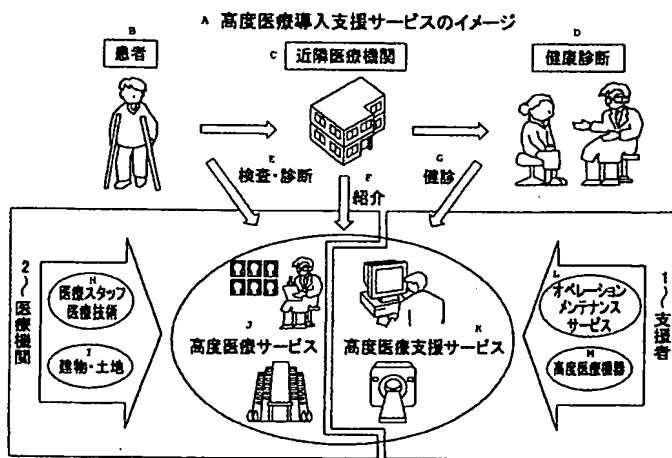 A 高度医療導入支援サービスのイメージ
B
患者
C 近隣医療機関
D
健康診断
E
検査・診断
F
紹介
G
健診
2
医療機関
H
医療スタッフ
医療技術
I
建物・土地
J
高度医療サービス
K
高度医療支援サービス
L
オペレーション
メンテナンス
サービス
M
高度医療機器
1
支援者